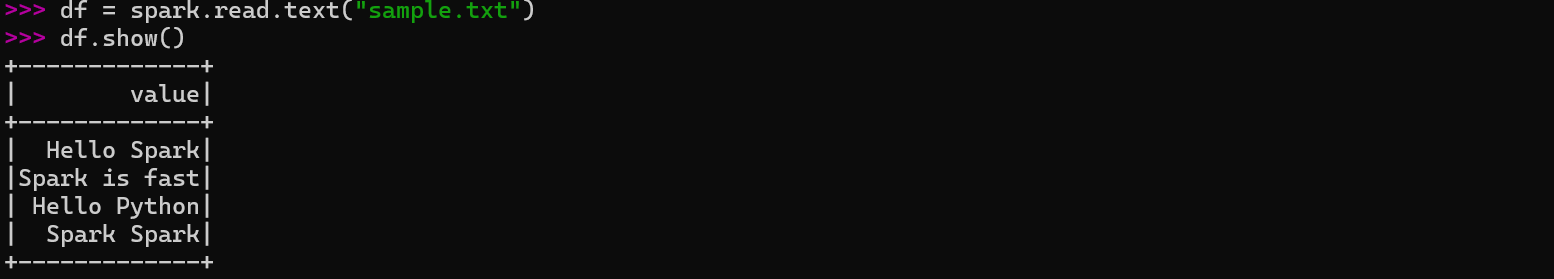 >>> df = spark.read.text("sample.txt")
>>> df.show()
+-------------+
|        value|
+-------------+
|  Hello Spark|
|Spark is fast|
| Hello Python|
|  Spark Spark|
+-------------+